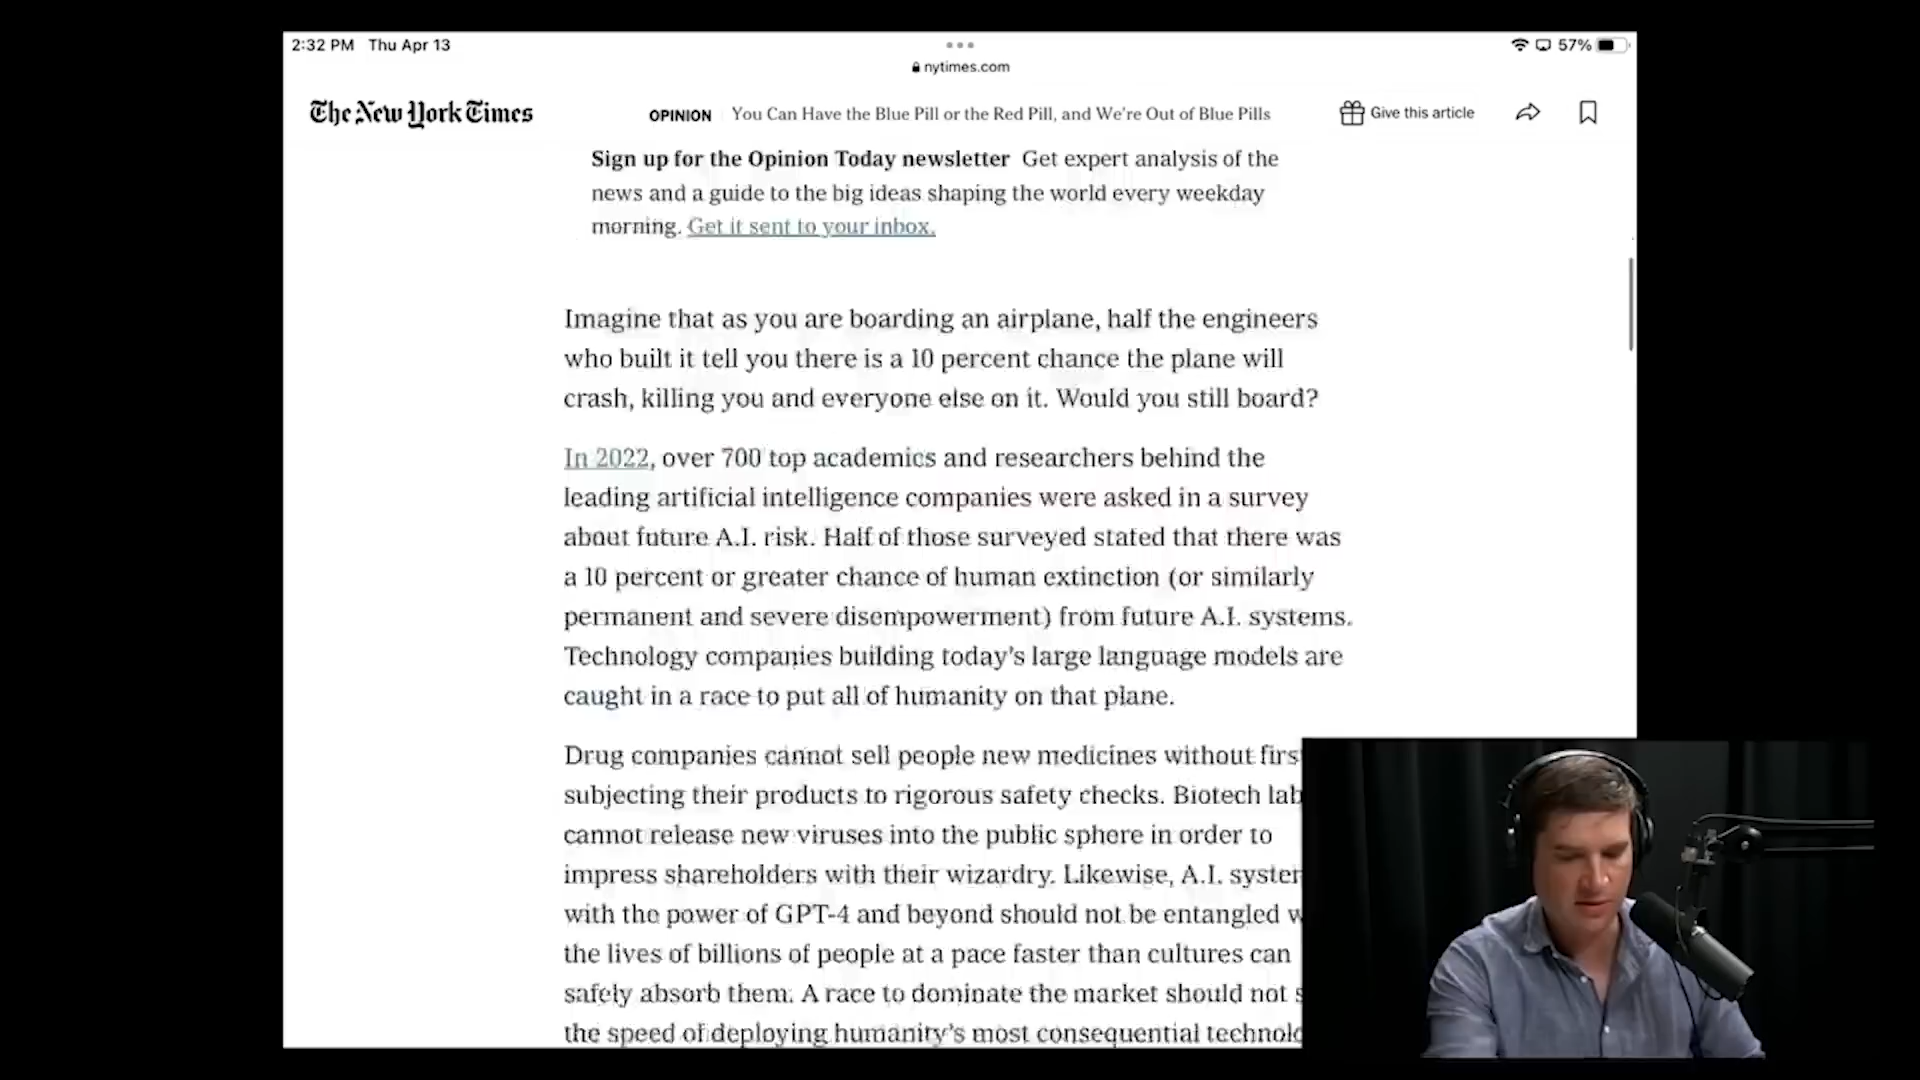 2:32 PM Thu Apr 13
57%
nytimes.com
The New York Times
OPINION You Can Have the Blue Pill or the Red Pill, and We're Out of Blue Pills
Give this article
Sign up for the Opinion Today newsletter Get expert analysis of the
news and a guide to the big ideas shaping the world every weekday
morning. Get it sent to your inbox.
Imagine that as you are boarding an airplane, half the engineers
who built it tell you there is a 10 percent chance the plane will
crash, killing you and everyone else on it. Would you still board?
In 2022, over 700 top academics and researchers behind the
leading artificial intelligence companies were asked in a survey
about future A.I. risk. Half of those surveyed stated that there was
a 10 percent or greater chance of human extinction (or similarly
permanent and severe disempowerment) from future A.I. systems.
Technology companies building today's large language models are
caught in a race to put all of humanity on that plane.
Drug companies cannot sell people new medicines without firs
subjecting their products to rigorous safety checks. Biotech lab
cannot release new viruses into the public sphere in order to
impress shareholders with their wizardry. Likewise, A.I. syster
with the power of GPT-4 and beyond should not be entangled w
the lives of billions of people at a pace faster than cultures can
safely absorb them. A race to dominate the market should not s
the speed of deploying humanity's most consequential technolo